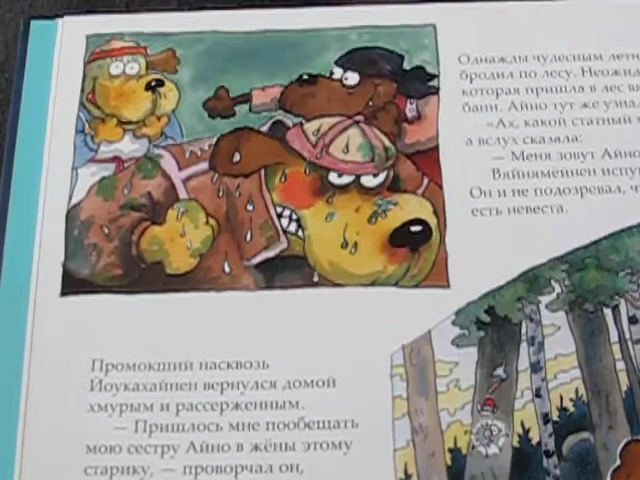 Однажды чудесным летн
бродил по лесу. Неожид
которая пришла в лес вя
бани. Айно тут же узна
«Ах, какой статный
а вслух сказала:
— Меня зовут Айно
Вяйнямёйнен испу
Он и не подозревал, ч
есть невеста.
Промокший насквозь
Йоукахайнен вернулся домой
хмурым и рассерженным.
— Пришлось мне пообещать
мою сестру Айно в жёны этому
старику, — проворчал он,